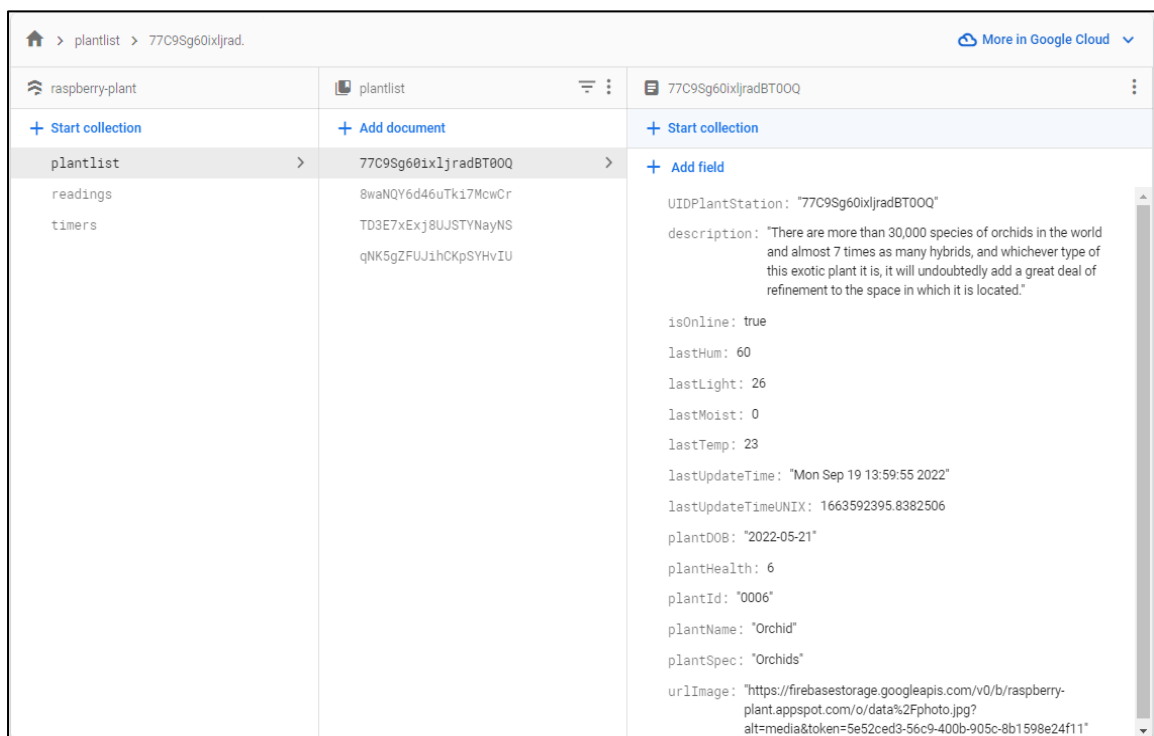 plantlist > 77C9Sg60ixljrad.
More in Google Cloud
raspberry-plant
plantlist
77C9Sg60ixljradBT0OQ
+ Start collection
+ Add document
+ Start collection
plantlist
readings
timers
77C9Sg60ixljradBT0OQ
8waNQY6d46uTki7McwCr
TD3E7xExj8UJSTYNayNS
qNK5gZFUJihCKpSYHvIU
+ Add field
UIDPlantStation: "77C9Sg60ixljradBT0OQ"
description: "There are more than 30,000 species of orchids in the world
and almost 7 times as many hybrids, and whichever type of
this exotic plant it is, it will undoubtedly add a great deal of
refinement to the space in which it is located."
isOnline: true
lastHum: 60
lastLight: 26
lastMoist: 0
lastTemp: 23
lastUpdateTime: "Mon Sep 19 13:59:55 2022"
lastUpdateTimeUNIX: 1663592395.8382506
plantDOB: "2022-05-21"
plantHealth: 6
plantId: "0006"
plantName: "Orchid"
plantSpec: "Orchids"
urlImage: "https://firebasestorage.googleapis.com/v0/b/raspberry-
plant.appspot.com/o/data%2Fphoto.jpg?
alt=media&token=5e52ced3-56c9-400b-905c-8b1598e24f11"